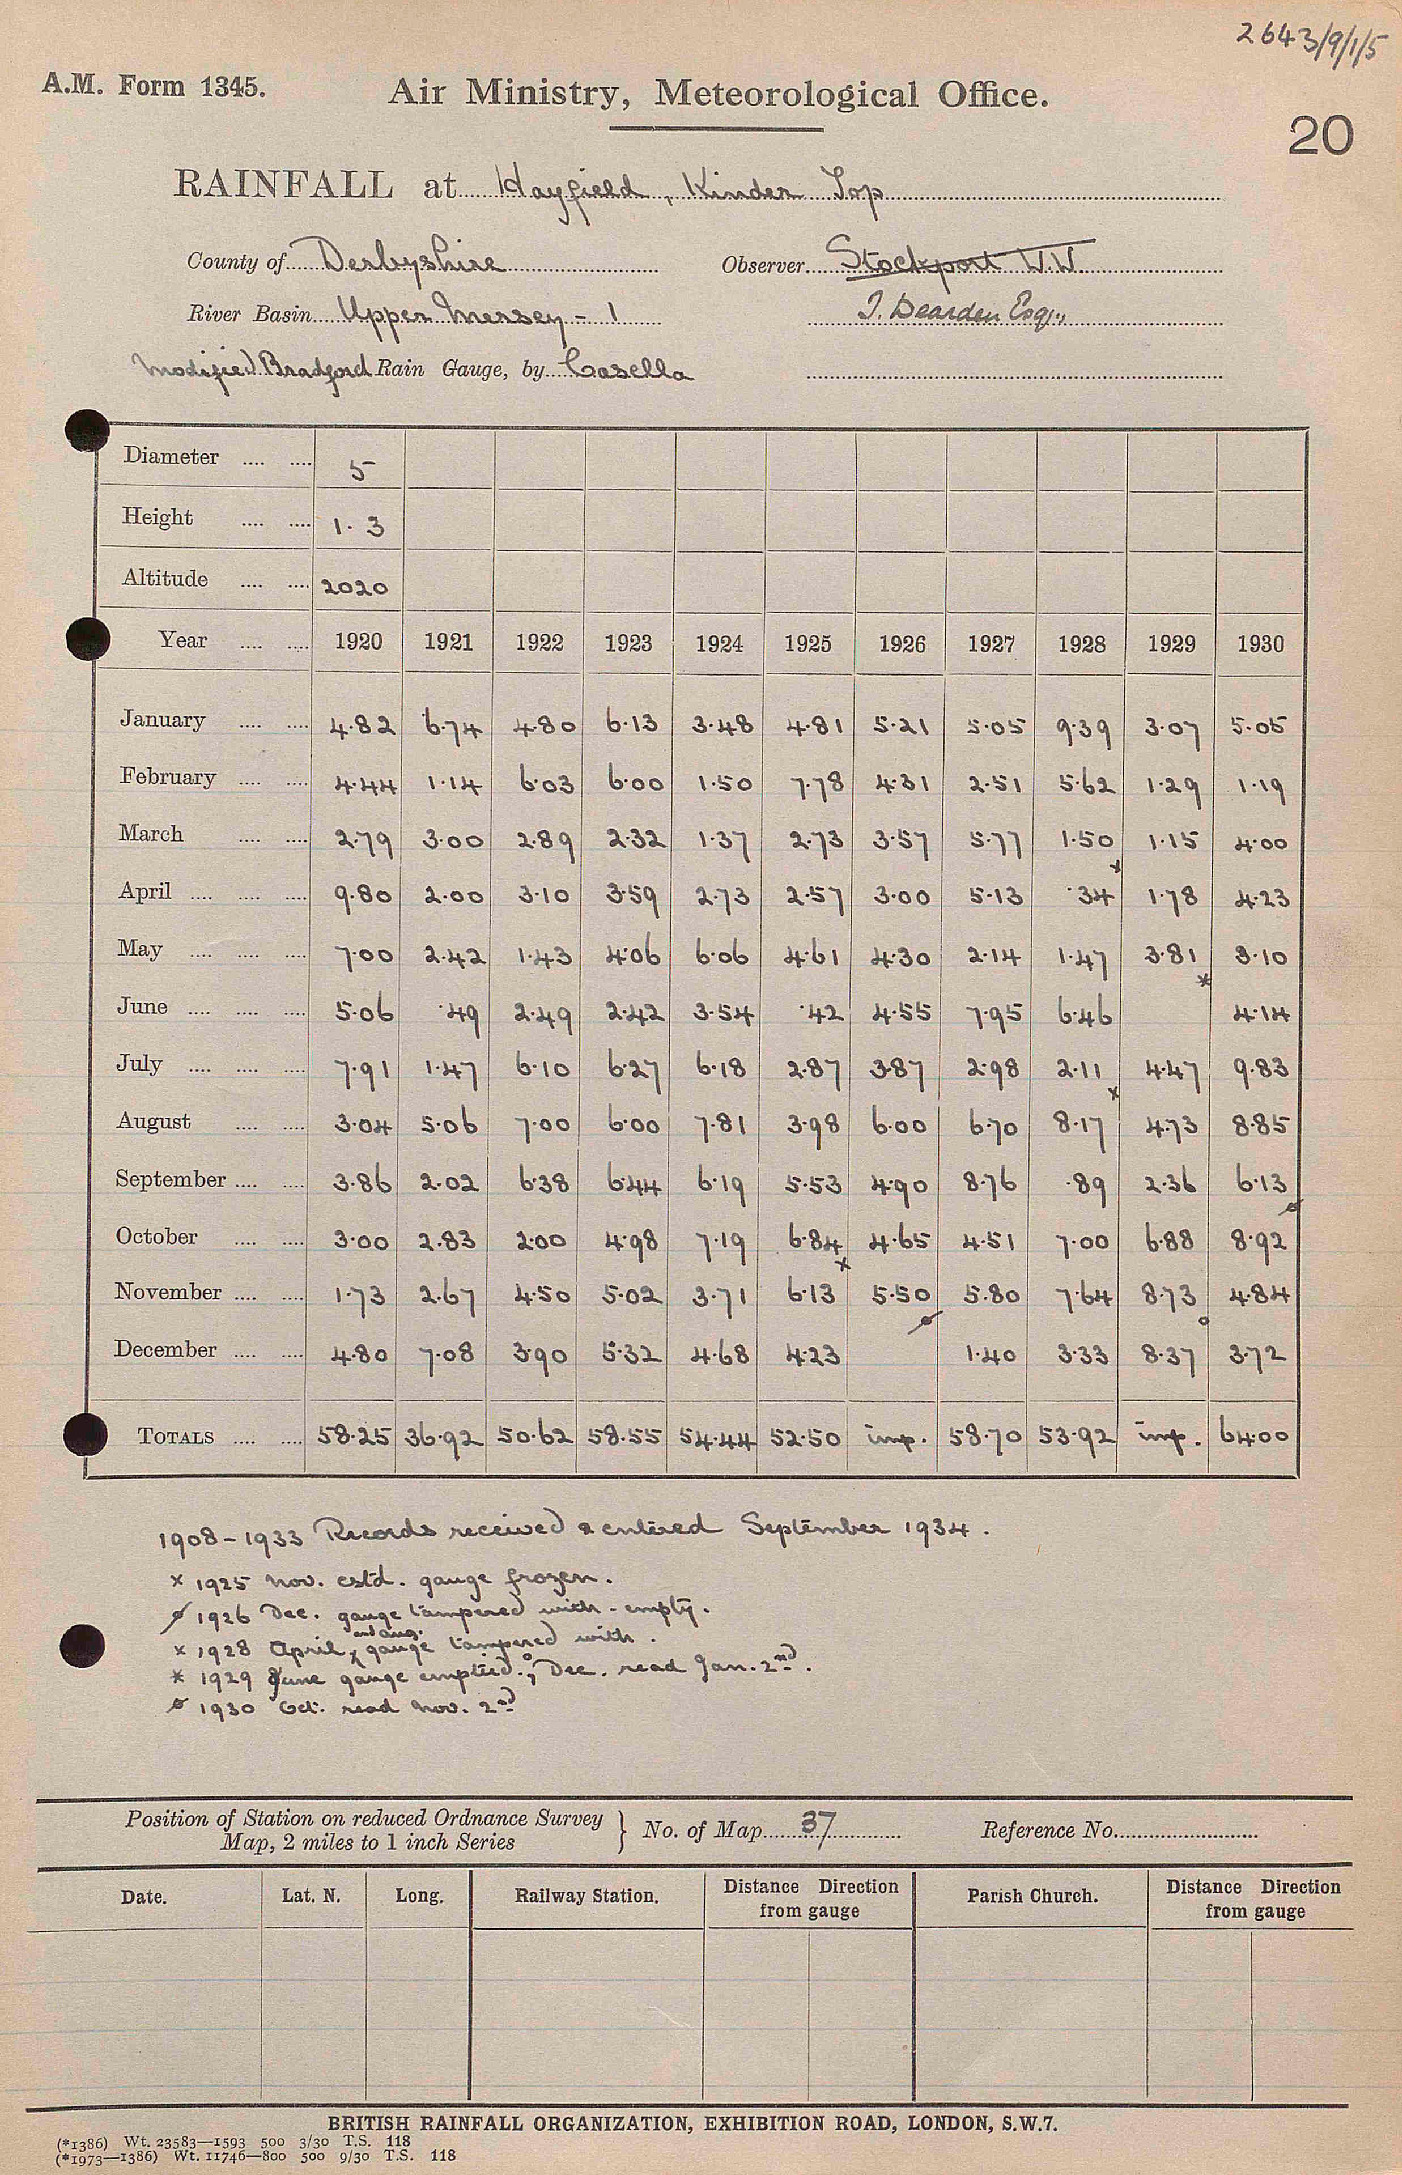 2643/9/1/5
A.M. Form 1345.
Air Ministry, Meteorological Office.
20
RAINFALL at Hayfield, Kinder Top
County of Derbyshire Observer Stockport W.W
River Basin Upper Mersey - 1 J. Dearden Esq.,
Modified Bradford Rain Gauge, by Casella
Diameter .... .... 5
Height .... .... 1.3
Altitude .... .... 2020
Year .... .... 1920 1921 1922 1923 1924 1925 1926 1927 1928 1929 1930
January .... .... 4.82 6.74 4.80 6.13 3.48 4.81 5.21 5.05 9.39 3.07 5.05
February .... .... 4.44 1.14 6.03 6.00 1.50 7.78 4.31 2.51 5.62 1.29 1.19
March .... .... 2.79 3.00 2.89 2.32 1.37 2.73 3.57 5.77 1.50 1.15 4.00
April .... .... .... 9.80 2.00 3.10 3.59 2.73 2.57 3.00 5.13 .34 x 1.78 4.23
May .... .... .... 7.00 2.42 1.43 4.06 6.06 4.61 4.30 2.14 1.47 3.81 3.10
June .... .... .... 5.06 .49 2.49 2.42 3.54 .42 4.55 7.95 6.46 * 4.14
July .... .... .... 7.91 1.47 6.10 6.27 6.18 2.87 3.87 2.98 2.11 4.47 9.83
August .... .... 3.04 5.06 7.00 6.00 7.81 3.98 6.00 6.70 8.17 x 4.73 8.85
September .... .... 3.86 2.02 6.38 6.44 6.19 5.53 4.90 8.76 .89 2.36 6.13
October .... .... 3.00 2.83 2.00 4.98 7.19 6.84 4.65 4.51 7.00 6.88 8.92 ø
November .... .... 1.73 2.67 4.50 5.02 3.71 6.13 x 5.50 5.80 7.64 8.73 4.84
December .... .... 4.80 7.08 3.90 5.32 4.68 4.23 ø 1.40 3.33 8.37 o 3.72
TOTALS .... .... 58.25 36.92 50.62 58.55 54.44 52.50 imp. 58.70 53.92 imp. 64.00
1908-1933 Records received & entered September 1934.
x 1925 Nov. estd. gauge frozen.
ø 1926 Dec. gauge tampered with - empty.
x 1928 April and Aug. gauge tampered with.
* 1929 June gauge emptied. o; Dec. read Jan. 2nd.
ø 1930 Oct. read Nov. 2nd
Position of Station on reduced Ordnance Survey
Map, 2 miles to 1 inch Series } No. of Map 37 Reference No.
Date. Lat. N. Long. Railway Station. Distance Direction from gauge Parish Church. Distance Direction from gauge
BRITISH RAINFALL ORGANIZATION, EXHIBITION ROAD, LONDON, S.W.7.
(*1386) Wt. 23583—1593 500 3/30 T.S. 118
(*1973—1386) Wt. 11746—800 500 9/30 T.S. 118